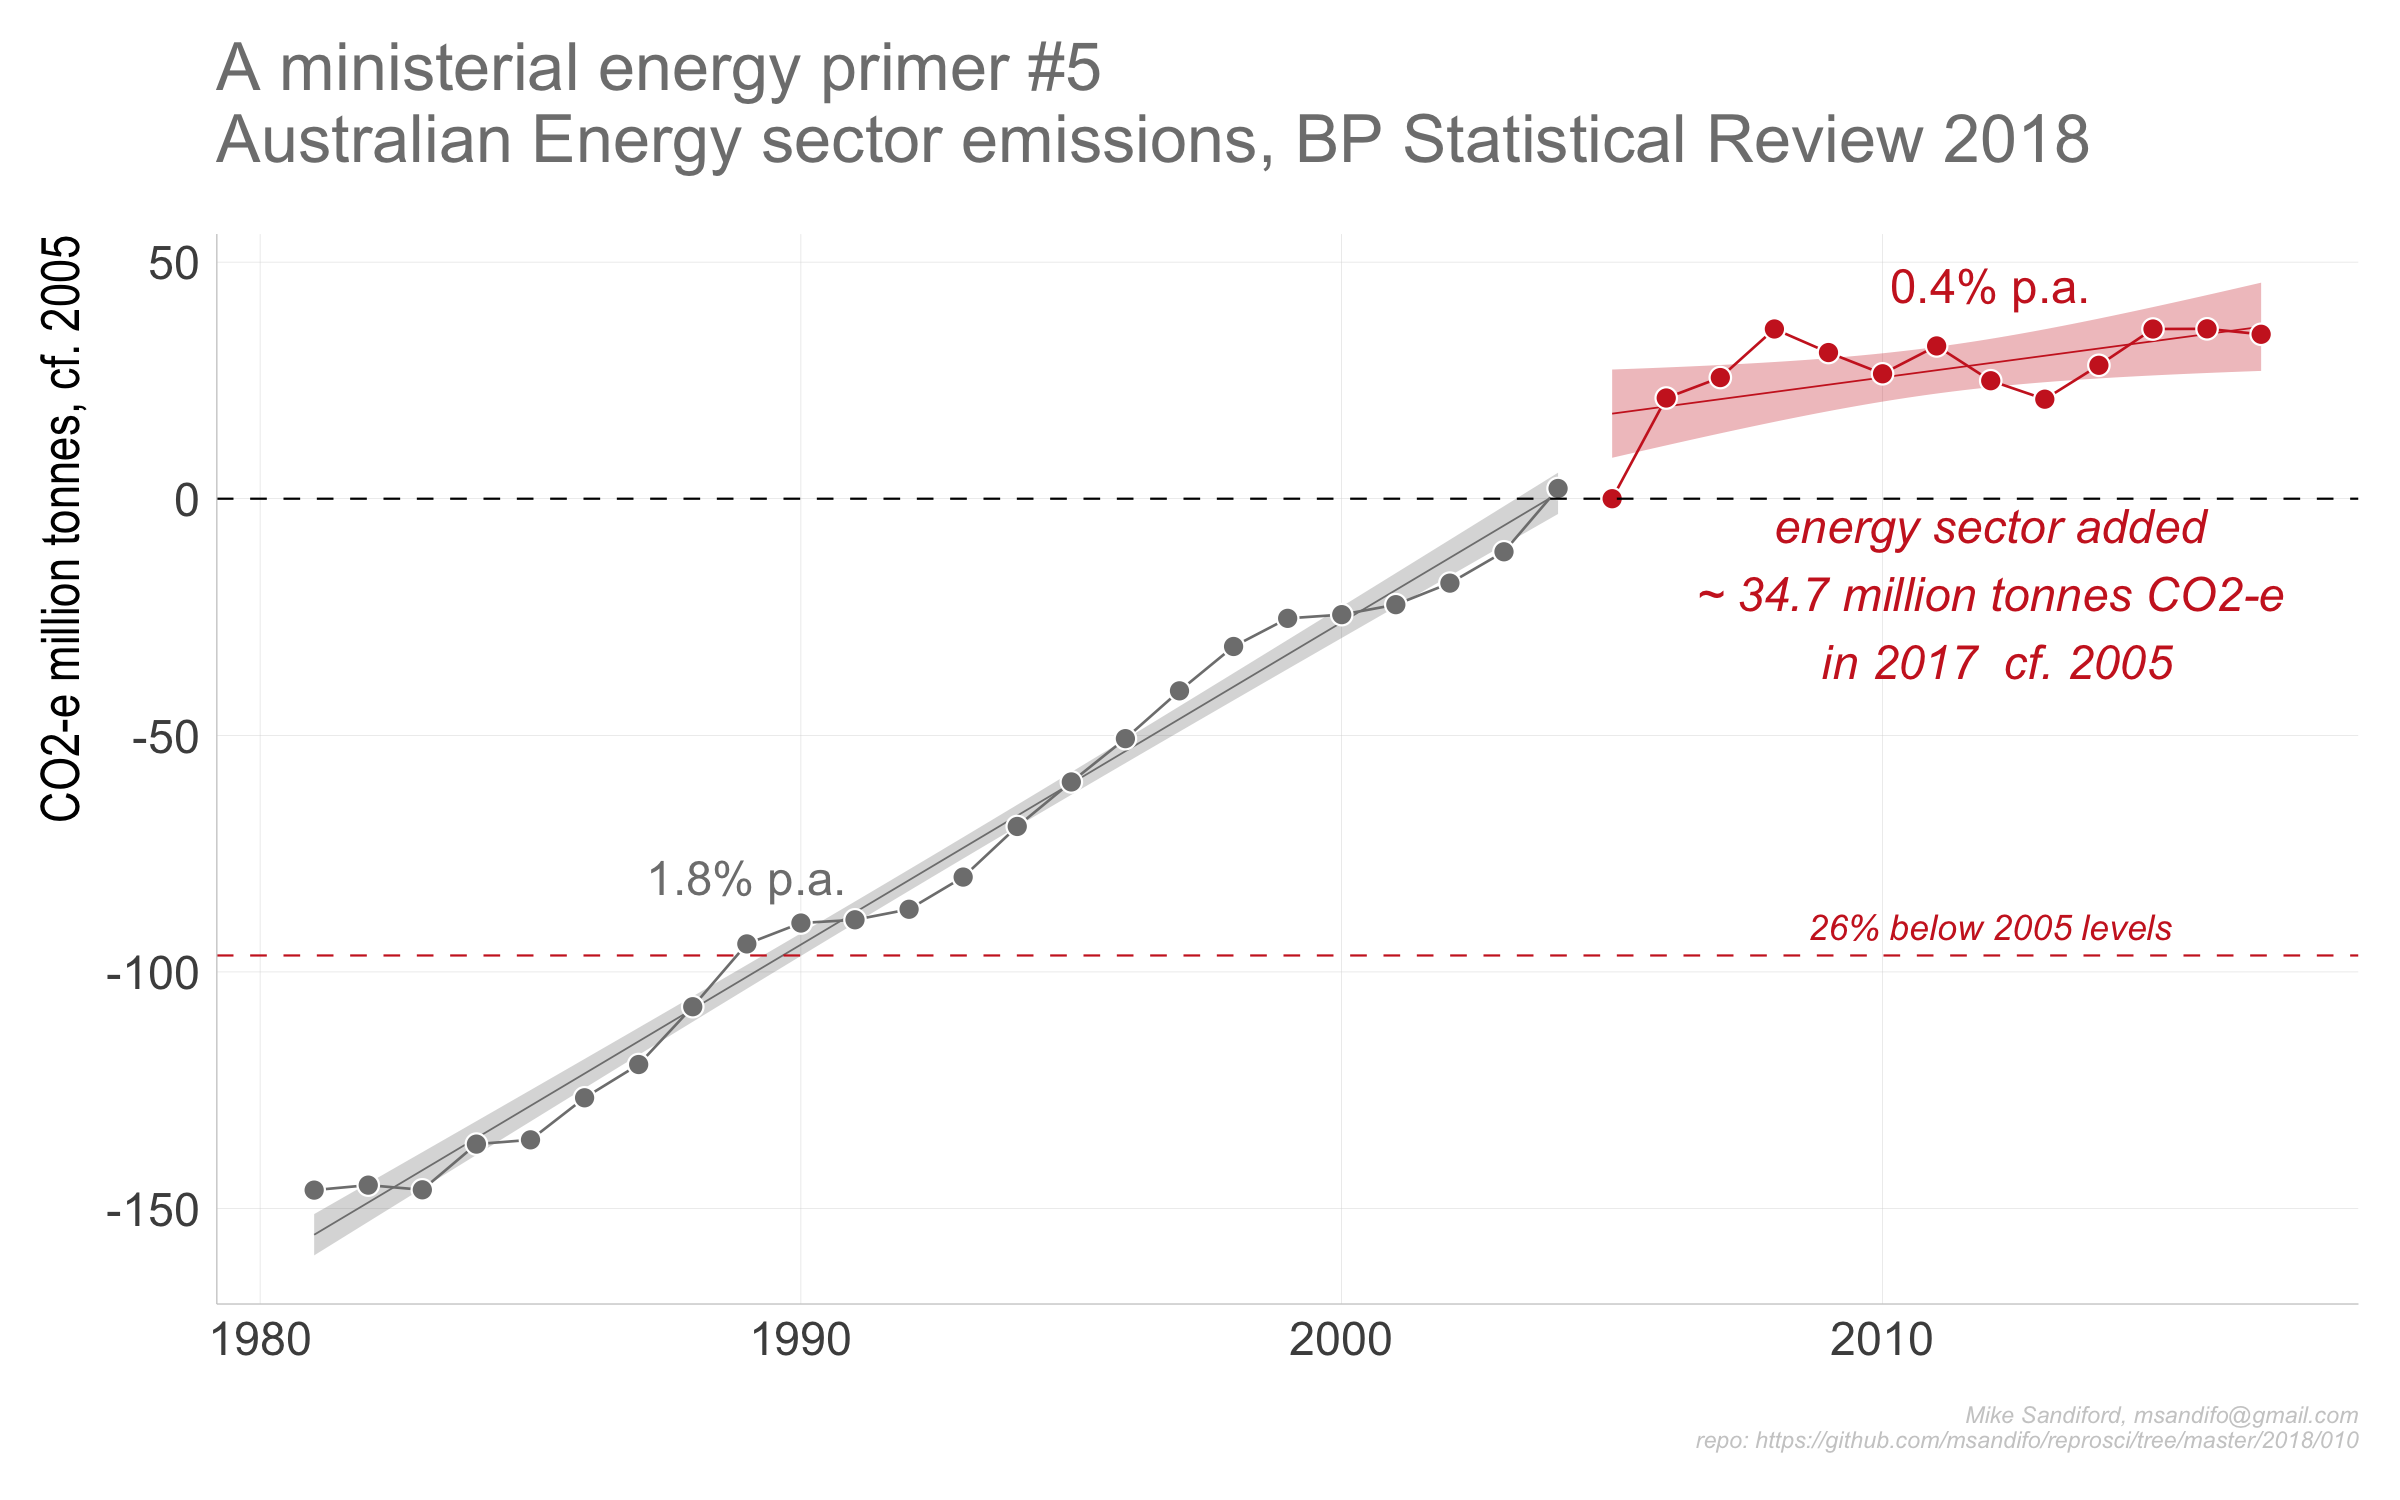 A ministerial energy primer #5
Australian Energy sector emissions, BP Statistical Review 2018
CO2-e million tonnes, cf. 2005
50
0
-50
-100
-150
0.4% p.a.
energy sector added
~ 34.7 million tonnes CO2-e
in 2017  cf. 2005
1.8% p.a.
26% below 2005 levels
1980
1990
2000
2010
Mike Sandiford, msandifo@gmail.com
repo: https://github.com/msandifo/reprosci/tree/master/2018/010